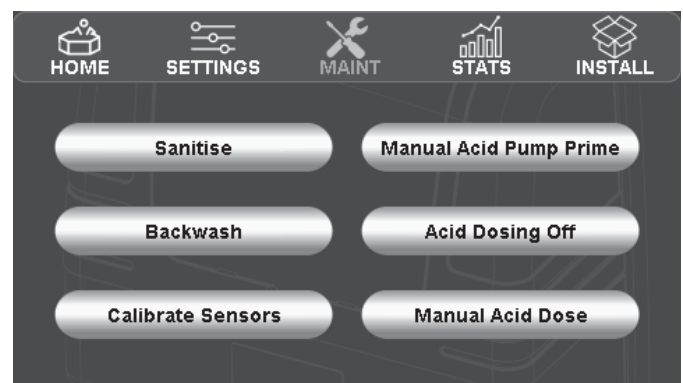 HOME SETTINGS MAINT STATS INSTALL
Sanitise Manual Acid Pump Prime
Backwash Acid Dosing Off
Calibrate Sensors Manual Acid Dose